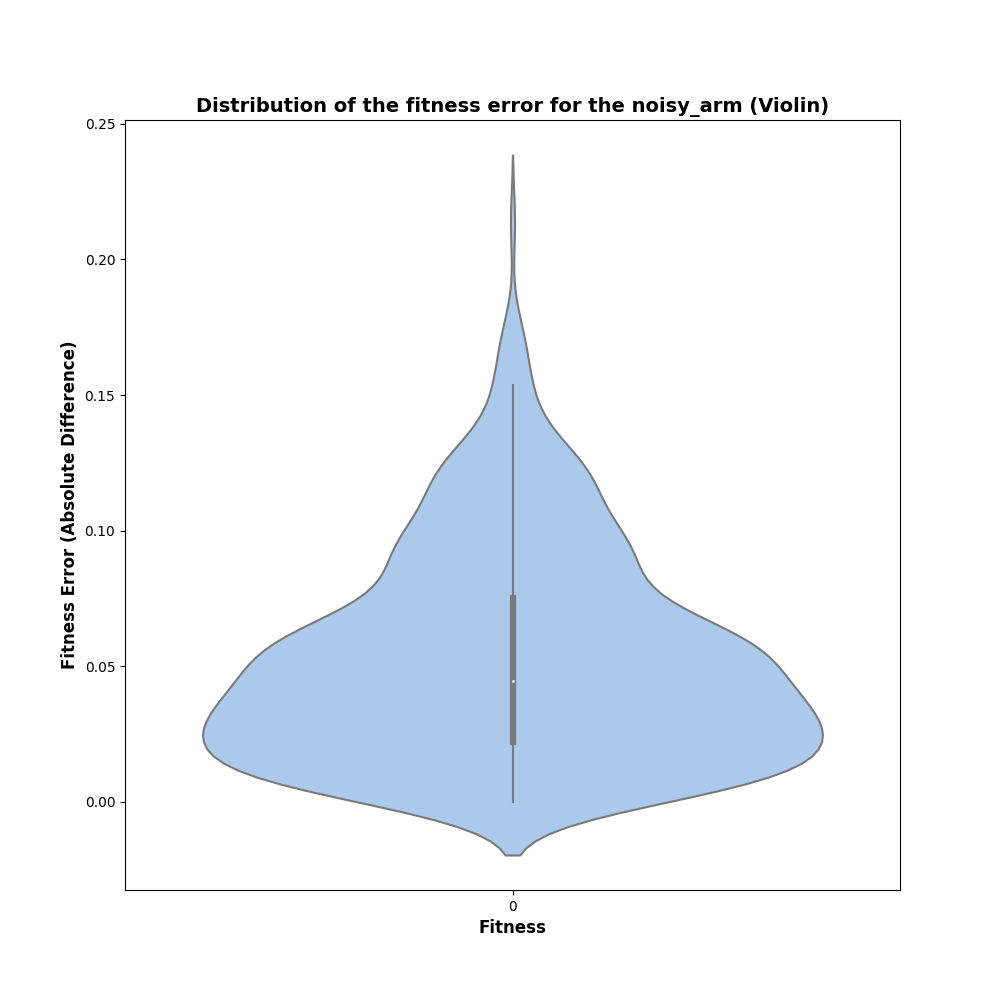 Distribution of the fitness error for the noisy_arm (Violin)
0.25
0.20
0.15
0.10
0.05
0.00
Fitness Error (Absolute Difference)
0
Fitness